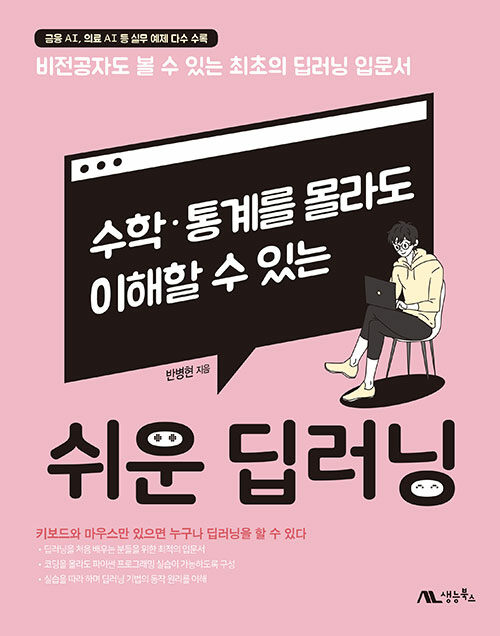 금융 AI, 의료 AI 등 실무 예제 다수 수록
비전공자도 볼 수 있는 최초의 딥러닝 입문서
수학·통계를 몰라도
이해할 수 있는
반병현 지음
쉬운 딥러닝
키보드와 마우스만 있으면 누구나 딥러닝을 할 수 있다
• 딥러닝을 처음 배우는 분들을 위한 최적의 입문서
• 코딩을 몰라도 파이썬 프로그래밍 실습이 가능하도록 구성
• 실습을 따라 하며 딥러닝 기법의 동작 원리를 이해
생능북스